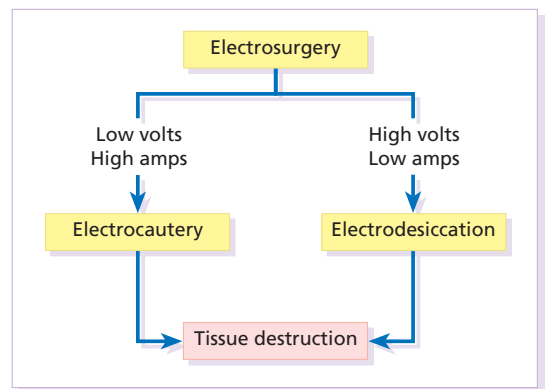 Electrosurgery
Low volts
High amps
High volts
Low amps
Electrocautery
Electrodesiccation
Tissue destruction